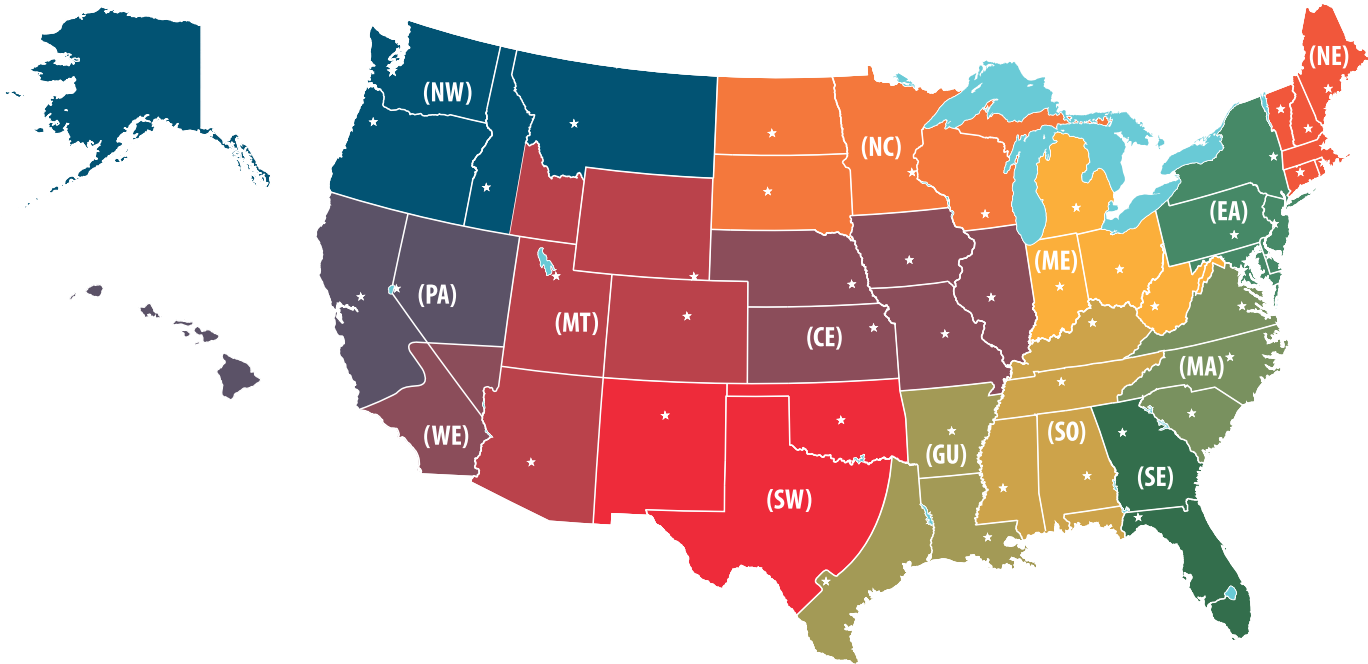 (NE)
(NW)
(NC)
(EA)
(ME)
(PA)
(MT)
(CE)
(MA)
(WE)
(SO)
(GU)
(SE)
(SW)